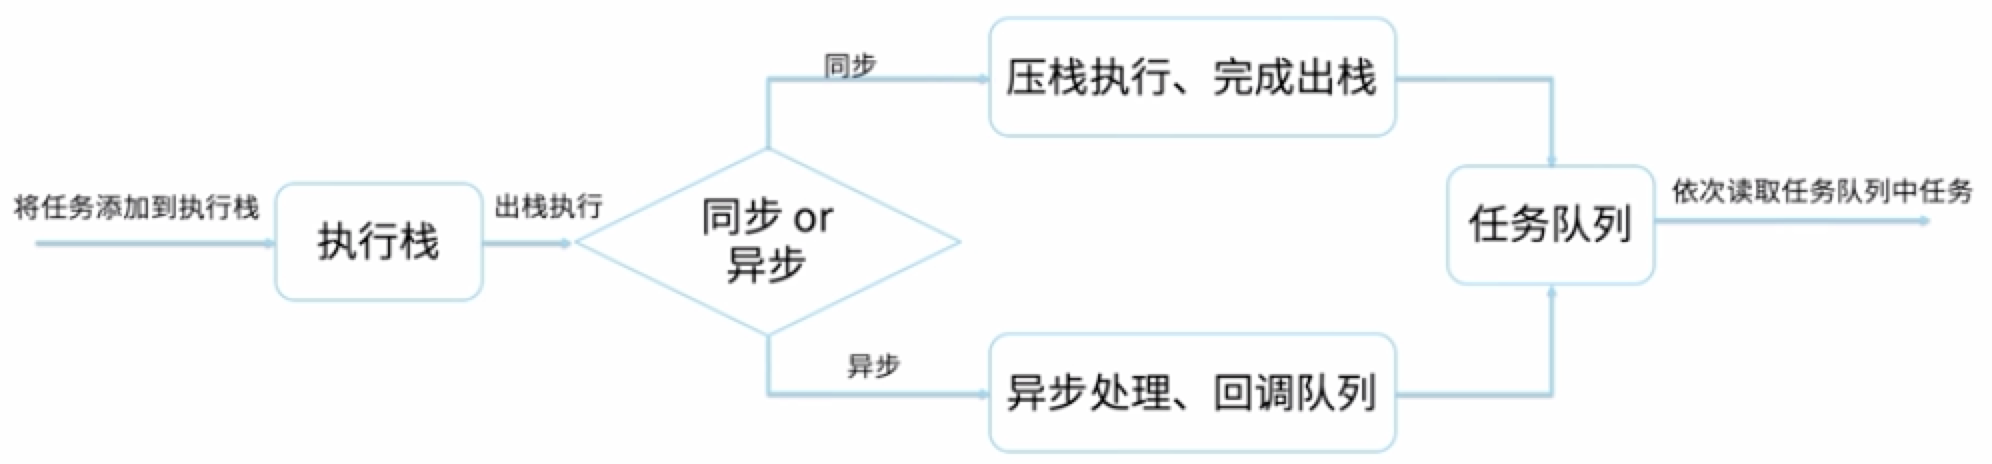 将任务添加到执行栈
执行栈
出栈执行
同步 or
异步
同步
压栈执行、完成出栈
异步
异步处理、回调队列
任务队列
依次读取任务队列中任务